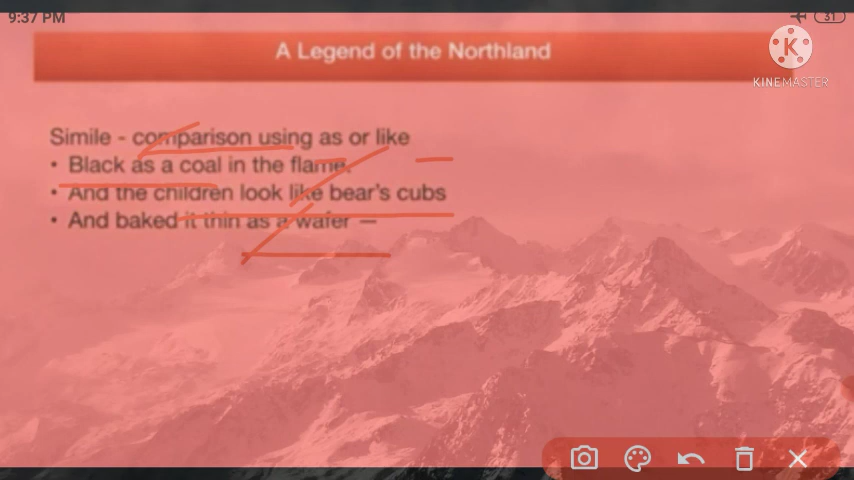 9:37 PM
31
A Legend of the Northland
K
KINEMASTER
Simile - comparison using as or like
• Black as a coal in the flame.
• And the children look like bear's cubs
• And baked it thin as a wafer —